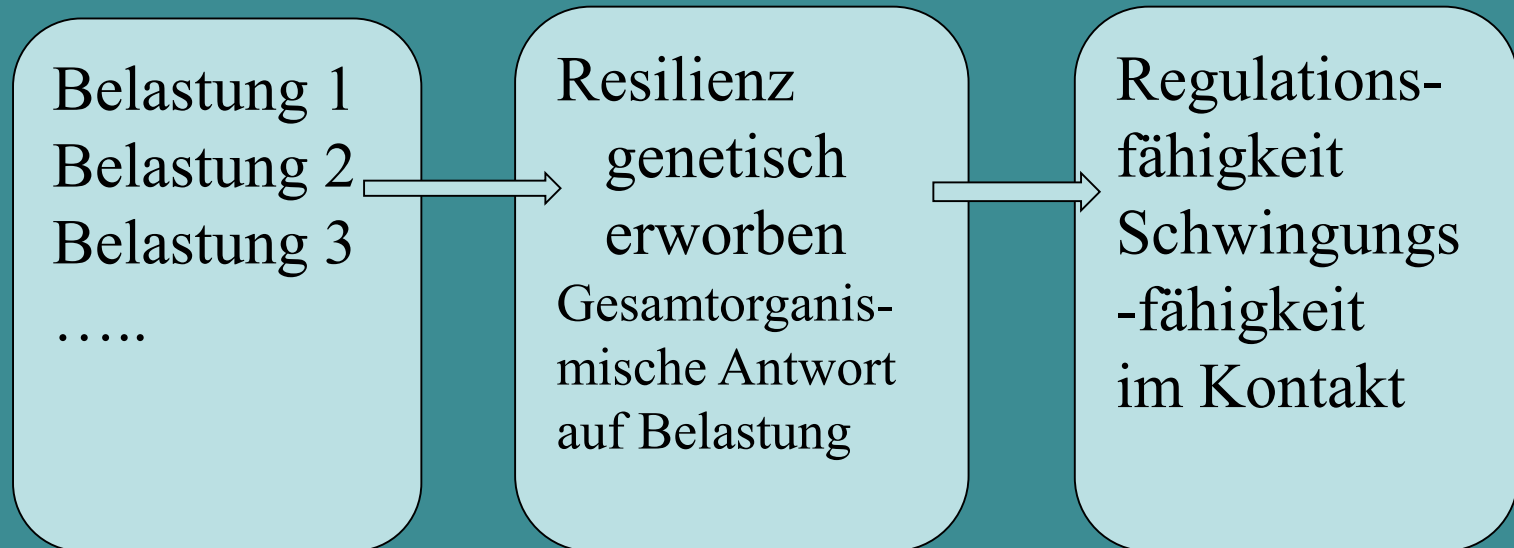 Belastung 1
Belastung 2
Belastung 3
…..
Resilienz
genetisch
erworben
Gesamtorganis-
mische Antwort
auf Belastung
Regulations-
fähigkeit
Schwingungs
-fähigkeit
im Kontakt